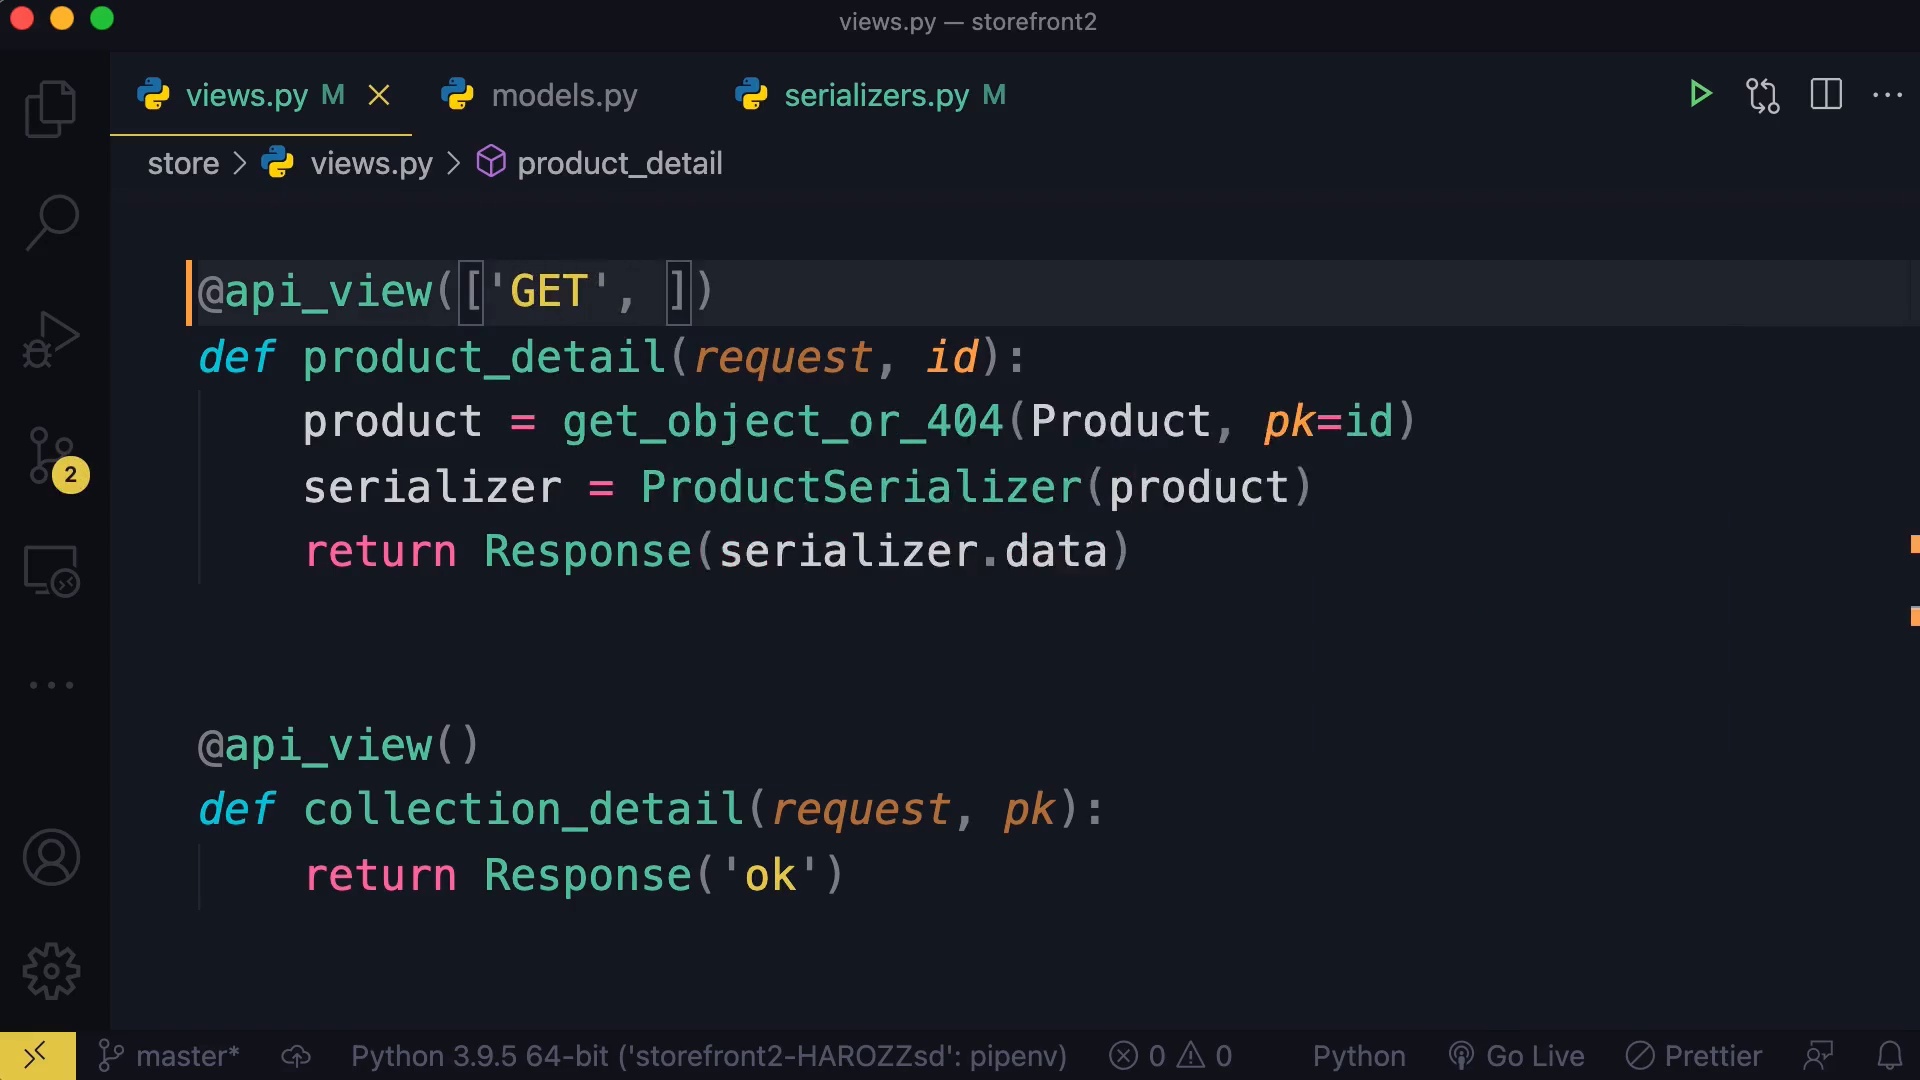 views.py — storefront2
views.py M models.py serializers.py M
store > views.py > product_detail
@api_view(['GET', ])
def product_detail(request, id):
    product = get_object_or_404(Product, pk=id)
    serializer = ProductSerializer(product)
    return Response(serializer.data)
@api_view()
def collection_detail(request, pk):
    return Response('ok')
2
master* Python 3.9.5 64-bit ('storefront2-HAROZZsd': pipenv) 0 0 Python Go Live Prettier